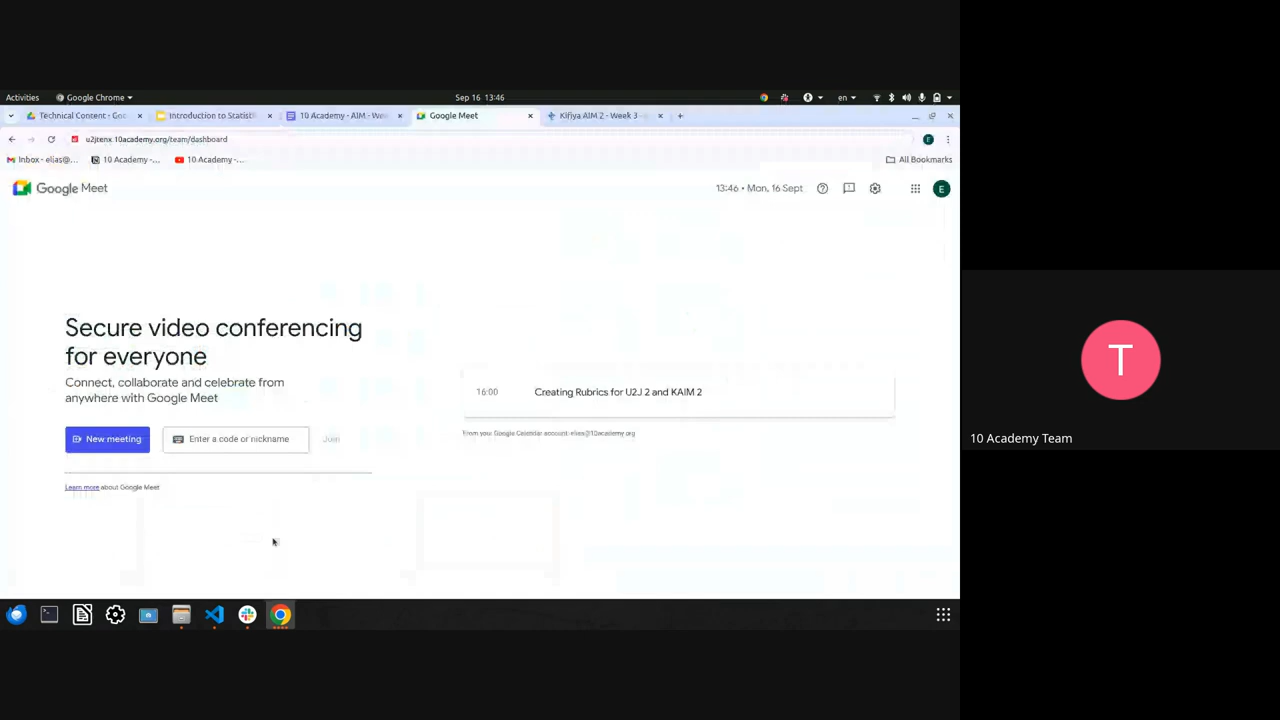 Activities
Google Chrome
Sep 16 13:46
en
Technical Content - Goo
Introduction to Statisti
10 Academy - AIM - Wee
Google Meet
Kifiya AIM 2 - Week 3
u2jtenx.10academy.org/team/dashboard
Inbox - elias@...
10 Academy -...
10 Academy -...
All Bookmarks
Google Meet
13:46 • Mon, 16 Sept
E
Secure video conferencing
for everyone
Connect, collaborate and celebrate from
anywhere with Google Meet
New meeting
Enter a code or nickname
Join
Learn more about Google Meet
16:00
Creating Rubrics for U2J 2 and KAIM 2
From your Google Calendar account: elias@10academy.org
T
10 Academy Team